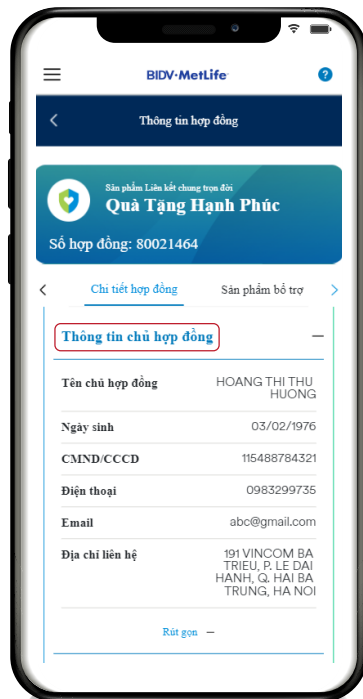 BIDV-MetLife
?
Thông tin hợp đồng
Sản phẩm Liên kết chung trọn đời
Quà Tặng Hạnh Phúc
Số hợp đồng: 80021464
Chi tiết hợp đồng Sản phẩm bổ trợ
Thông tin chủ hợp đồng
Tên chủ hợp đồng HOANG THI THU
HUONG
Ngày sinh 03/02/1976
CMND/CCCD 115488784321
Điện thoại 0983299735
Email abc@gmail.com
Địa chỉ liên hệ 191 VINCOM BA
TRIEU, P. LE DAI
HANH, Q. HAI BA
TRUNG, HA NOI
Rút gọn